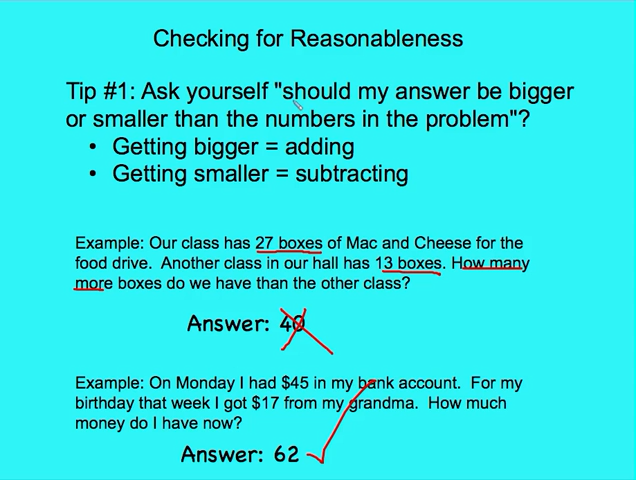 Checking for Reasonableness
Tip #1: Ask yourself "should my answer be bigger
or smaller than the numbers in the problem"?
• Getting bigger = adding
• Getting smaller = subtracting
Example: Our class has 27 boxes of Mac and Cheese for the
food drive. Another class in our hall has 13 boxes. How many
more boxes do we have than the other class?
Answer: 40
Example: On Monday I had $45 in my bank account. For my
birthday that week I got $17 from my grandma. How much
money do I have now?
Answer: 62